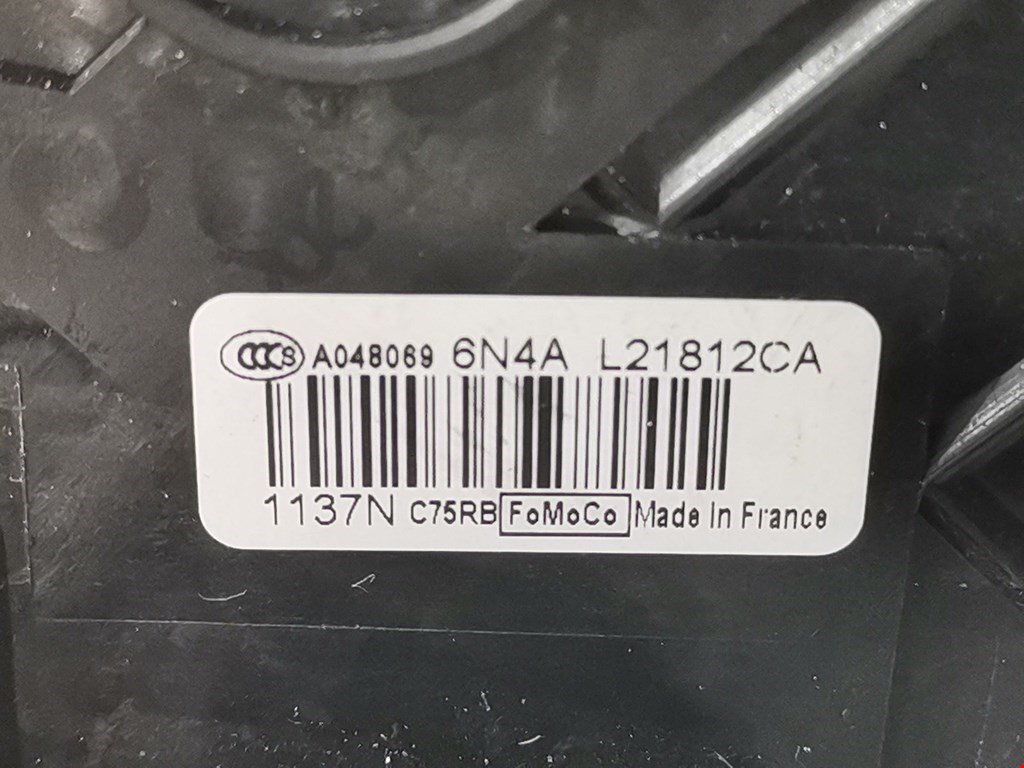 CCC S A048069 6N4A L21812CA
1137N C75RB FoMoCo Made In France